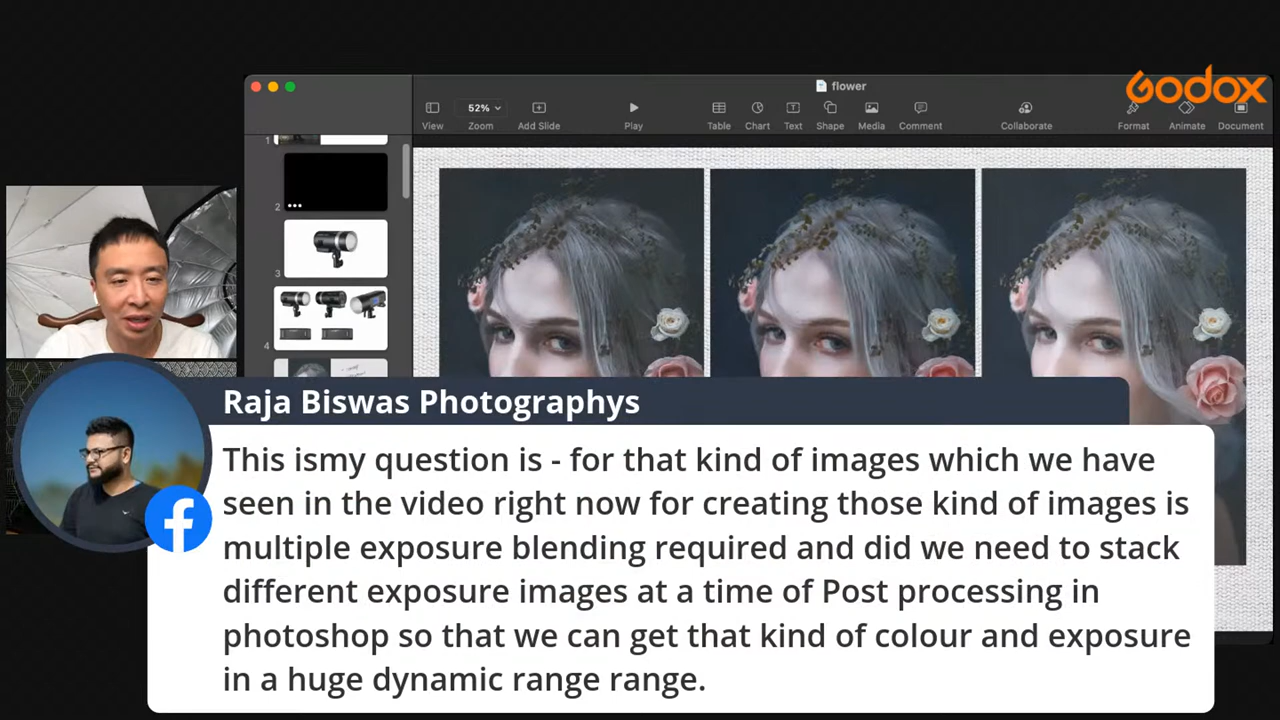 GODOX
flower
52%
View
Zoom
Add Slide
Play
Table
Chart
Text
Shape
Media
Comment
Collaborate
Format
Animate
Document
1
2
3
4
Raja Biswas Photographys
This ismy question is - for that kind of images which we have
seen in the video right now for creating those kind of images is
multiple exposure blending required and did we need to stack
different exposure images at a time of Post processing in
photoshop so that we can get that kind of colour and exposure
in a huge dynamic range range.